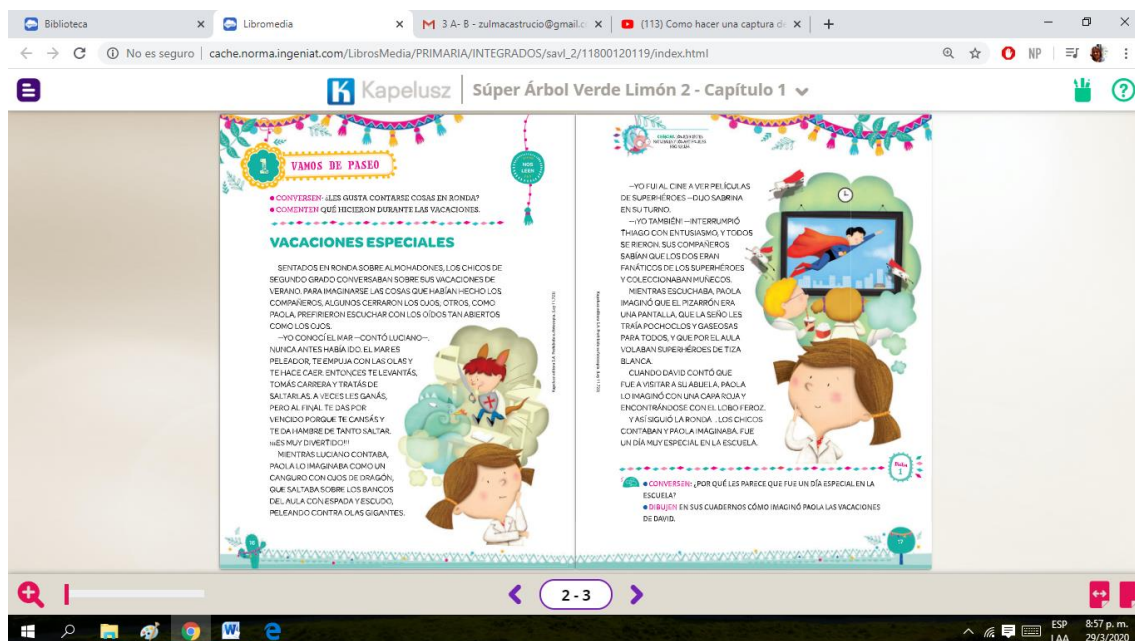 Biblioteca
Libromedia
3 A- B - zulmacastrucio@gmail.c
(113) Como hacer una captura de
No es seguro
cache.norma.ingeniat.com/LibrosMedia/PRIMARIA/INTEGRADOS/savl_2/11800120119/index.html
NP
Kapelusz
Súper Árbol Verde Limón 2 - Capítulo 1
1
VAMOS DE PASEO
NOS
LEEN
CONVERSEN: ¿LES GUSTA CONTARSE COSAS EN RONDA?
COMENTEN QUÉ HICIERON DURANTE LAS VACACIONES.
VACACIONES ESPECIALES
SENTADOS EN RONDA SOBRE ALMOHADONES, LOS CHICOS DE
SEGUNDO GRADO CONVERSABAN SOBRE SUS VACACIONES DE
VERANO. PARA IMAGINARSE LAS COSAS QUE HABÍAN HECHO LOS
COMPAÑEROS, ALGUNOS CERRARON LOS OJOS, OTROS, COMO
PAOLA, PREFIRIERON ESCUCHAR CON LOS OÍDOS TAN ABIERTOS
COMO LOS OJOS.
—YO CONOCÍ EL MAR —CONTÓ LUCIANO—.
NUNCA ANTES HABÍA IDO. EL MAR ES
PELEADOR, TE EMPUJA CON LAS OLAS Y
TE HACE CAER. ENTONCES TE LEVANTÁS,
TOMÁS CARRERA Y TRATÁS DE
SALTARLAS. A VECES LES GANÁS,
PERO AL FINAL TE DAS POR
VENCIDO PORQUE TE CANSÁS Y
TE DA HAMBRE DE TANTO SALTAR.
¡¡¡ES MUY DIVERTIDO!!!
MIENTRAS LUCIANO CONTABA,
PAOLA LO IMAGINABA COMO UN
CANGURO CON OJOS DE DRAGÓN,
QUE SALTABA SOBRE LOS BANCOS
DEL AULA CON ESPADA Y ESCUDO,
PELEANDO CONTRA OLAS GIGANTES.
16
—YO FUI AL CINE A VER PELÍCULAS
DE SUPERHÉROES —DIJO SABRINA
EN SU TURNO.
—¡YO TAMBIÉN! —INTERRUMPIÓ
THIAGO CON ENTUSIASMO, Y TODOS
SE RIERON. SUS COMPAÑEROS
SABÍAN QUE LOS DOS ERAN
FANÁTICOS DE LOS SUPERHÉROES
Y COLECCIONABAN MUÑECOS.
MIENTRAS ESCUCHABA, PAOLA
IMAGINÓ QUE EL PIZARRÓN ERA
UNA PANTALLA, QUE LA SEÑO LES
TRAÍA POCHOCLOS Y GASEOSAS
PARA TODOS, Y QUE POR EL AULA
VOLABAN SUPERHÉROES DE TIZA
BLANCA.
CUANDO DAVID CONTÓ QUE
FUE A VISITAR A SU ABUELA, PAOLA
LO IMAGINÓ CON UNA CAPA ROJA Y
ENCONTRÁNDOSE CON EL LOBO FEROZ.
Y ASÍ SIGUIÓ LA RONDA... LOS CHICOS
CONTABAN Y PAOLA IMAGINABA. FUE
UN DÍA MUY ESPECIAL EN LA ESCUELA.
1
CONVERSEN: ¿POR QUÉ LES PARECE QUE FUE UN DÍA ESPECIAL EN LA
ESCUELA?
DIBUJEN EN SUS CUADERNOS CÓMO IMAGINÓ PAOLA LAS VACACIONES
DE DAVID.
17
2 - 3
ESP
LAA
8:57 p. m.
29/3/2020